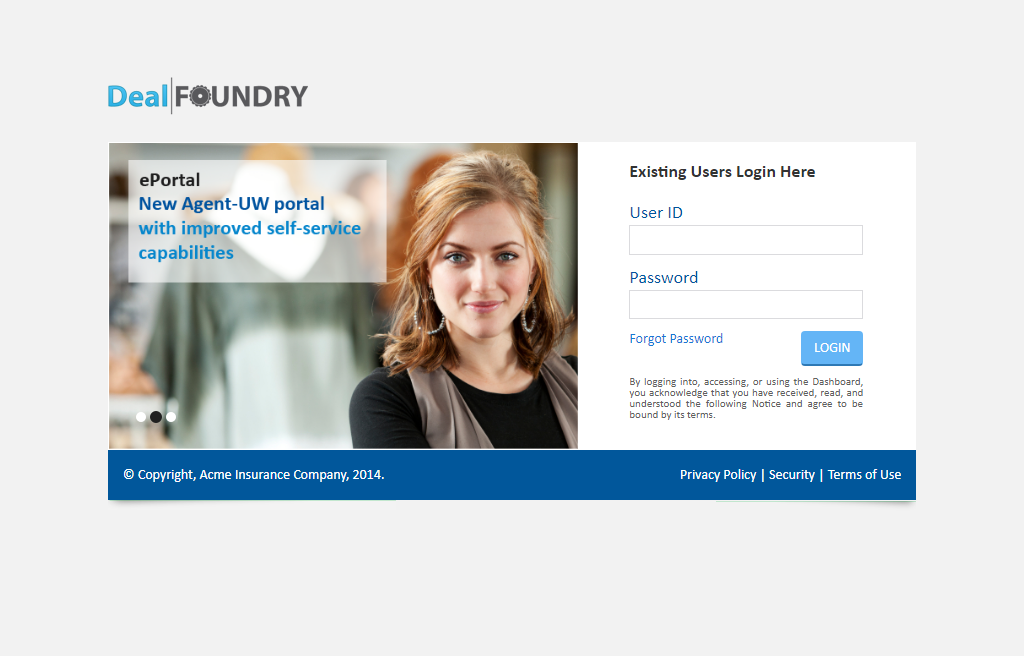 Deal|FOUNDRY
ePortal
New Agent-UW portal
with improved self-service
capabilities
Existing Users Login Here
User ID
Password
Forgot Password
LOGIN
By logging into, accessing, or using the Dashboard,
you acknowledge that you have received, read, and
understood the following Notice and agree to be
bound by its terms.
© Copyright, Acme Insurance Company, 2014.
Privacy Policy | Security | Terms of Use